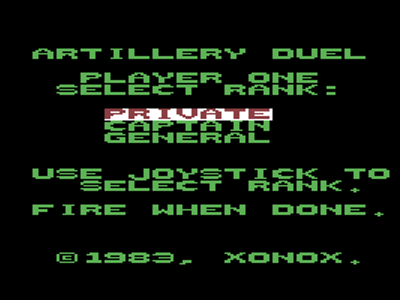 ARTILLERY DUEL
PLAYER ONE
SELECT RANK:
PRIVATE
CAPTAIN
GENERAL
USE JOYSTICK TO
SELECT RANK.
FIRE WHEN DONE.
©1983, XONOX.